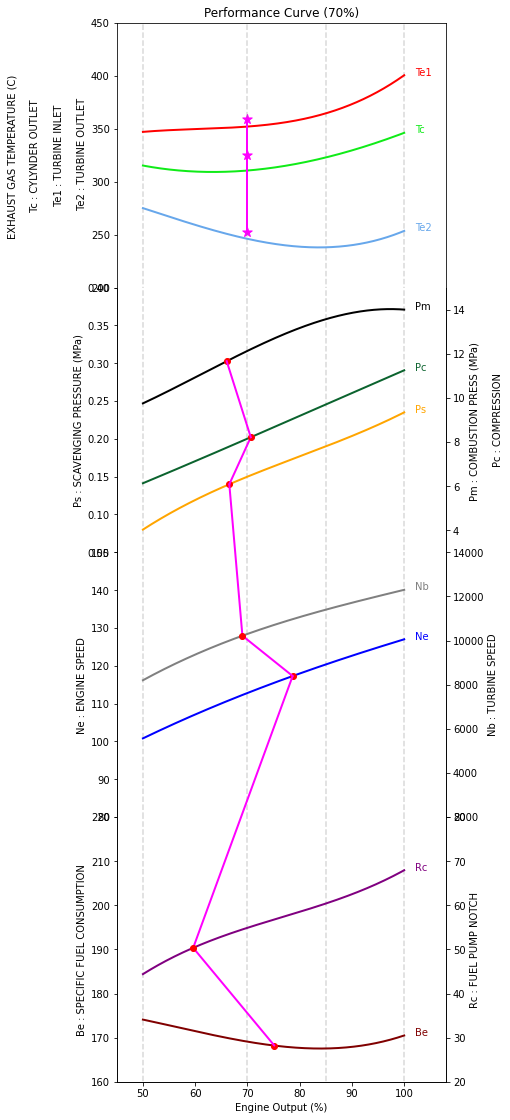 Performance Curve (70%)
EXHAUST GAS TEMPERATURE (C)
Tc : CYLYNDER OUTLET
Te1 : TURBINE INLET
Te2 : TURBINE OUTLET
450
400
350
300
250
200
Te1
Tc
Te2
Ps : SCAVENGING PRESSURE (MPa)
0.40
0.35
0.30
0.25
0.20
0.15
0.10
0.05
Pm
Pc
Ps
14
12
10
8
6
4
Pm : COMBUSTION PRESS (MPa)
Pc : COMPRESSION
Ne : ENGINE SPEED
150
140
130
120
110
100
90
80
Nb
Ne
14000
12000
10000
8000
6000
4000
2000
Nb : TURBINE SPEED
Be : SPECIFIC FUEL CONSUMPTION
220
210
200
190
180
170
160
Rc
Be
80
70
60
50
40
30
20
Rc : FUEL PUMP NOTCH
50 60 70 80 90 100
Engine Output (%)